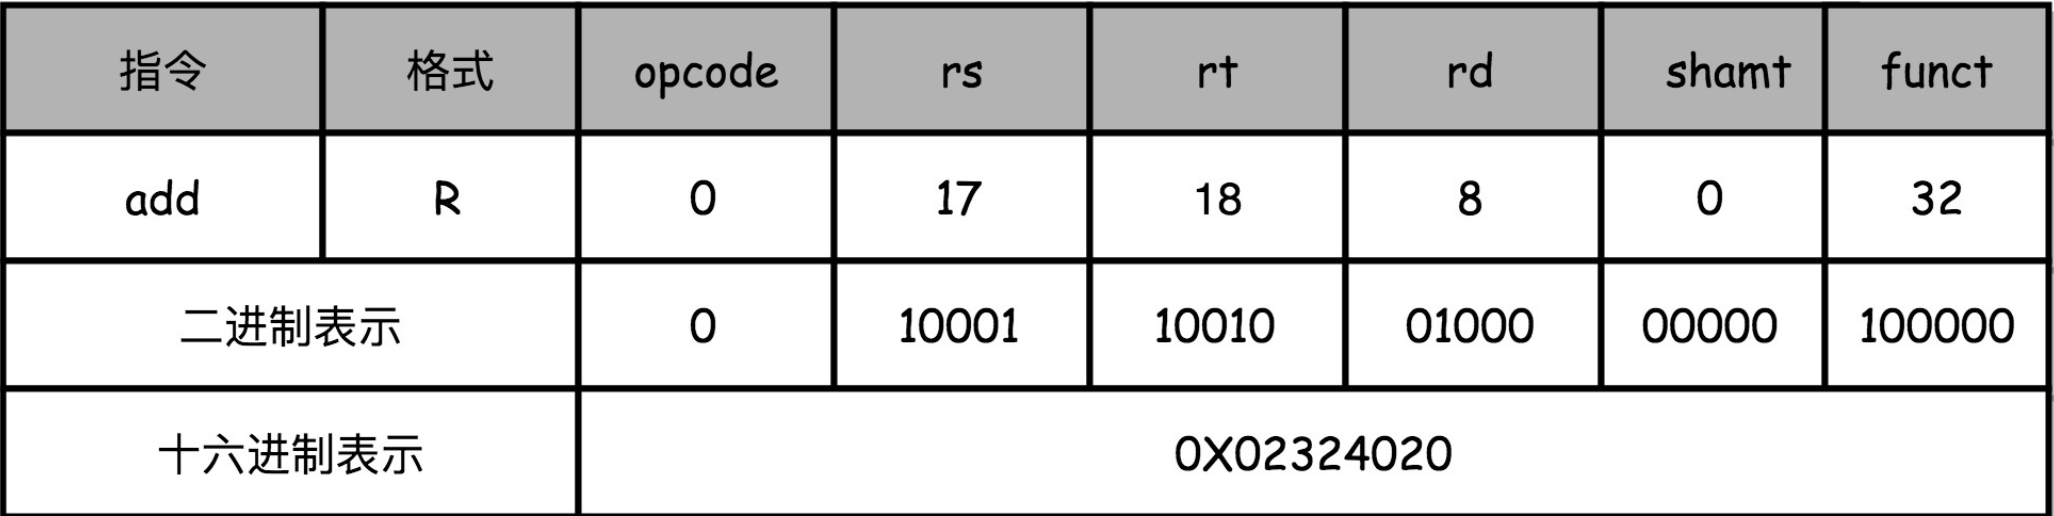 指令 格式 opcode rs rt rd shamt funct
add R 0 17 18 8 0 32
二进制表示 0 10001 10010 01000 00000 100000
十六进制表示 0X02324020